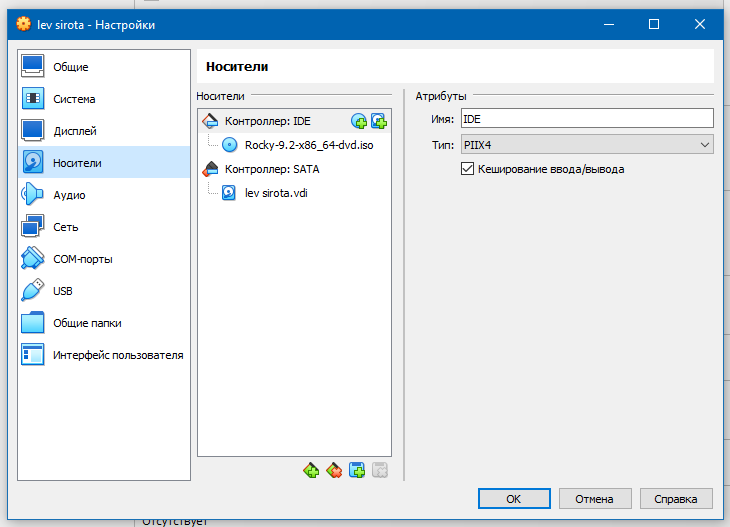 lev sirota - Настройки
Общие
Система
Дисплей
Носители
Аудио
Сеть
COM-порты
USB
Общие папки
Интерфейс пользователя
Носители
Носители
Контроллер: IDE
Rocky-9.2-x86_64-dvd.iso
Контроллер: SATA
lev sirota.vdi
Атрибуты
Имя: IDE
Тип: PIIX4
Кеширование ввода/вывода
OK
Отмена
Справка
Отсутствует